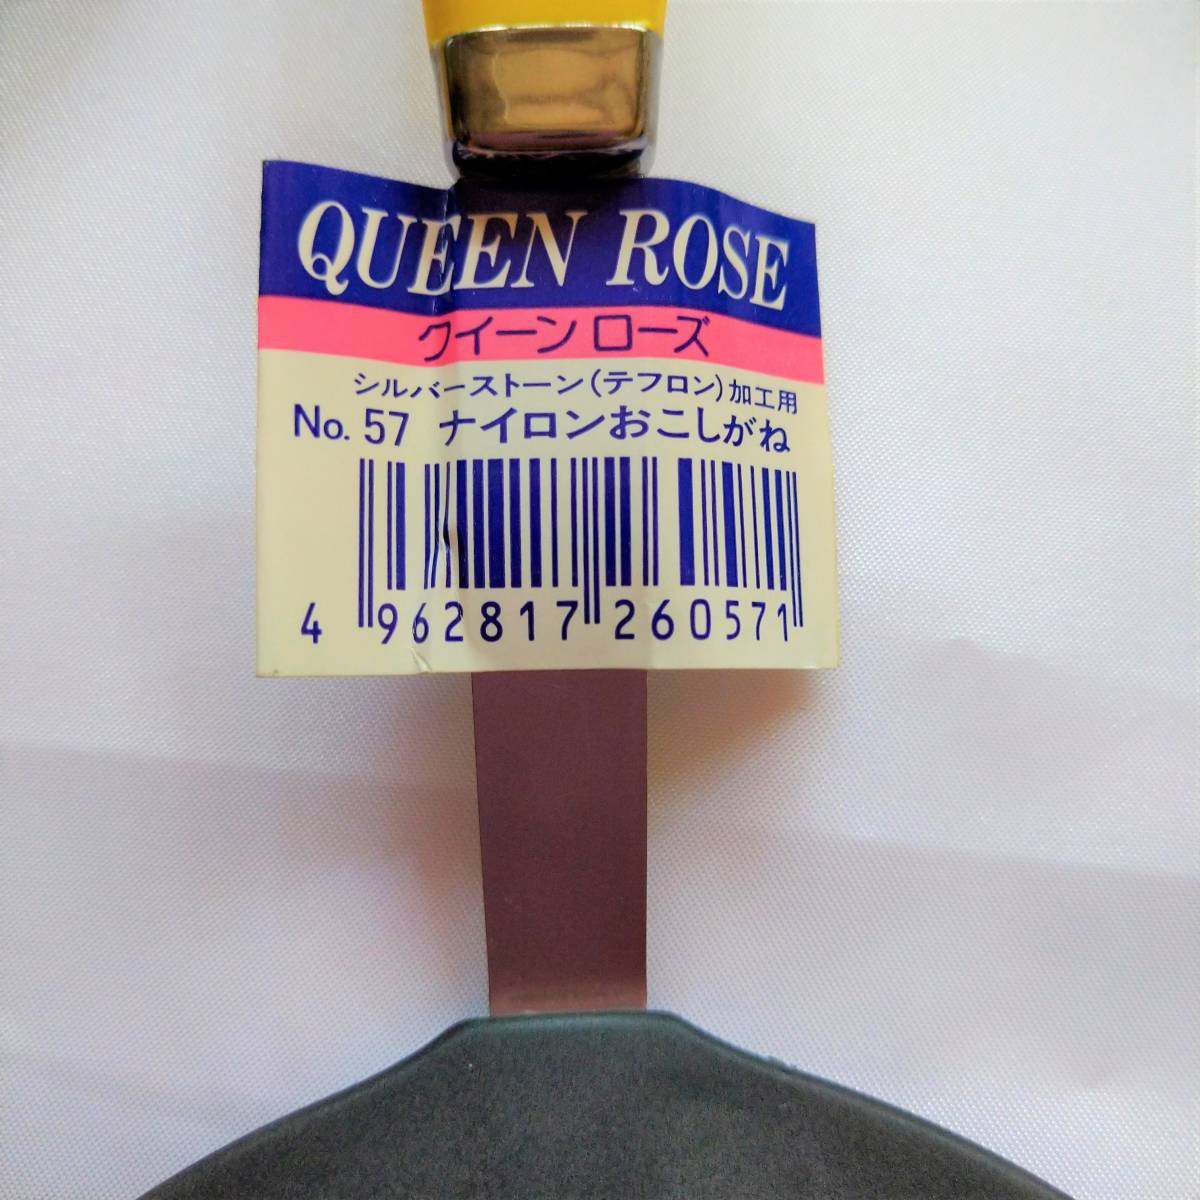 QUEEN ROSE
クイーン ローズ
シルバーストーン(テフロン)加工用
No. 57 ナイロンおこしがね
4 962817 260571